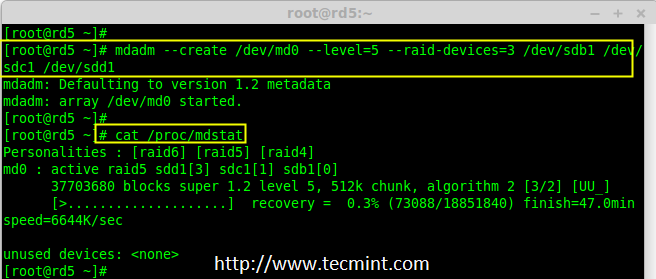 root@rd5:~
[root@rd5 ~]#
[root@rd5 ~]# mdadm --create /dev/md0 --level=5 --raid-devices=3 /dev/sdb1 /dev/
sdc1 /dev/sdd1
mdadm: Defaulting to version 1.2 metadata
mdadm: array /dev/md0 started.
[root@rd5 ~]#
[root@rd5 ~]# cat /proc/mdstat
Personalities : [raid6] [raid5] [raid4]
md0 : active raid5 sdd1[3] sdc1[1] sdb1[0]
      37703680 blocks super 1.2 level 5, 512k chunk, algorithm 2 [3/2] [UU_]
      [>....................]  recovery =  0.3% (73088/18851840) finish=47.0min
speed=6644K/sec
unused devices: <none>
http://www.tecmint.com
[root@rd5 ~]#